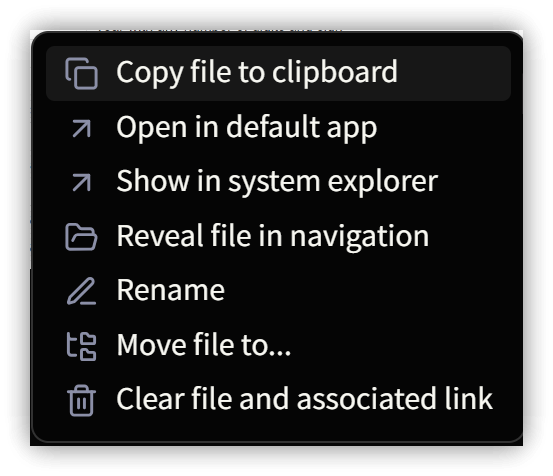 Copy file to clipboard
Open in default app
Show in system explorer
Reveal file in navigation
Rename
Move file to...
Clear file and associated link